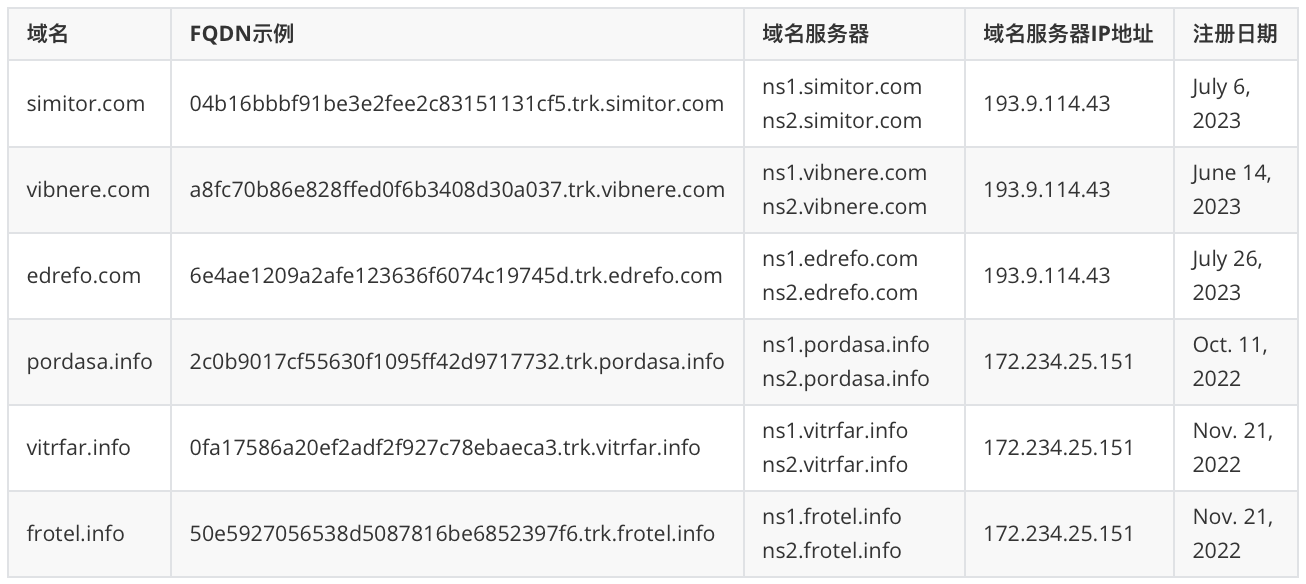 域名 FQDN示例 域名服务器 域名服务器IP地址 注册日期
simitor.com 04b16bbbf91be3e2fee2c83151131cf5.trk.simitor.com ns1.simitor.com ns2.simitor.com 193.9.114.43 July 6, 2023
vibnere.com a8fc70b86e828ffed0f6b3408d30a037.trk.vibnere.com ns1.vibnere.com ns2.vibnere.com 193.9.114.43 June 14, 2023
edrefo.com 6e4ae1209a2afe123636f6074c19745d.trk.edrefo.com ns1.edrefo.com ns2.edrefo.com 193.9.114.43 July 26, 2023
pordasa.info 2c0b9017cf55630f1095ff42d9717732.trk.pordasa.info ns1.pordasa.info ns2.pordasa.info 172.234.25.151 Oct. 11, 2022
vitrfar.info 0fa17586a20ef2adf2f927c78ebaeca3.trk.vitrfar.info ns1.vitrfar.info ns2.vitrfar.info 172.234.25.151 Nov. 21, 2022
frotel.info 50e5927056538d5087816be6852397f6.trk.frotel.info ns1.frotel.info ns2.frotel.info 172.234.25.151 Nov. 21, 2022